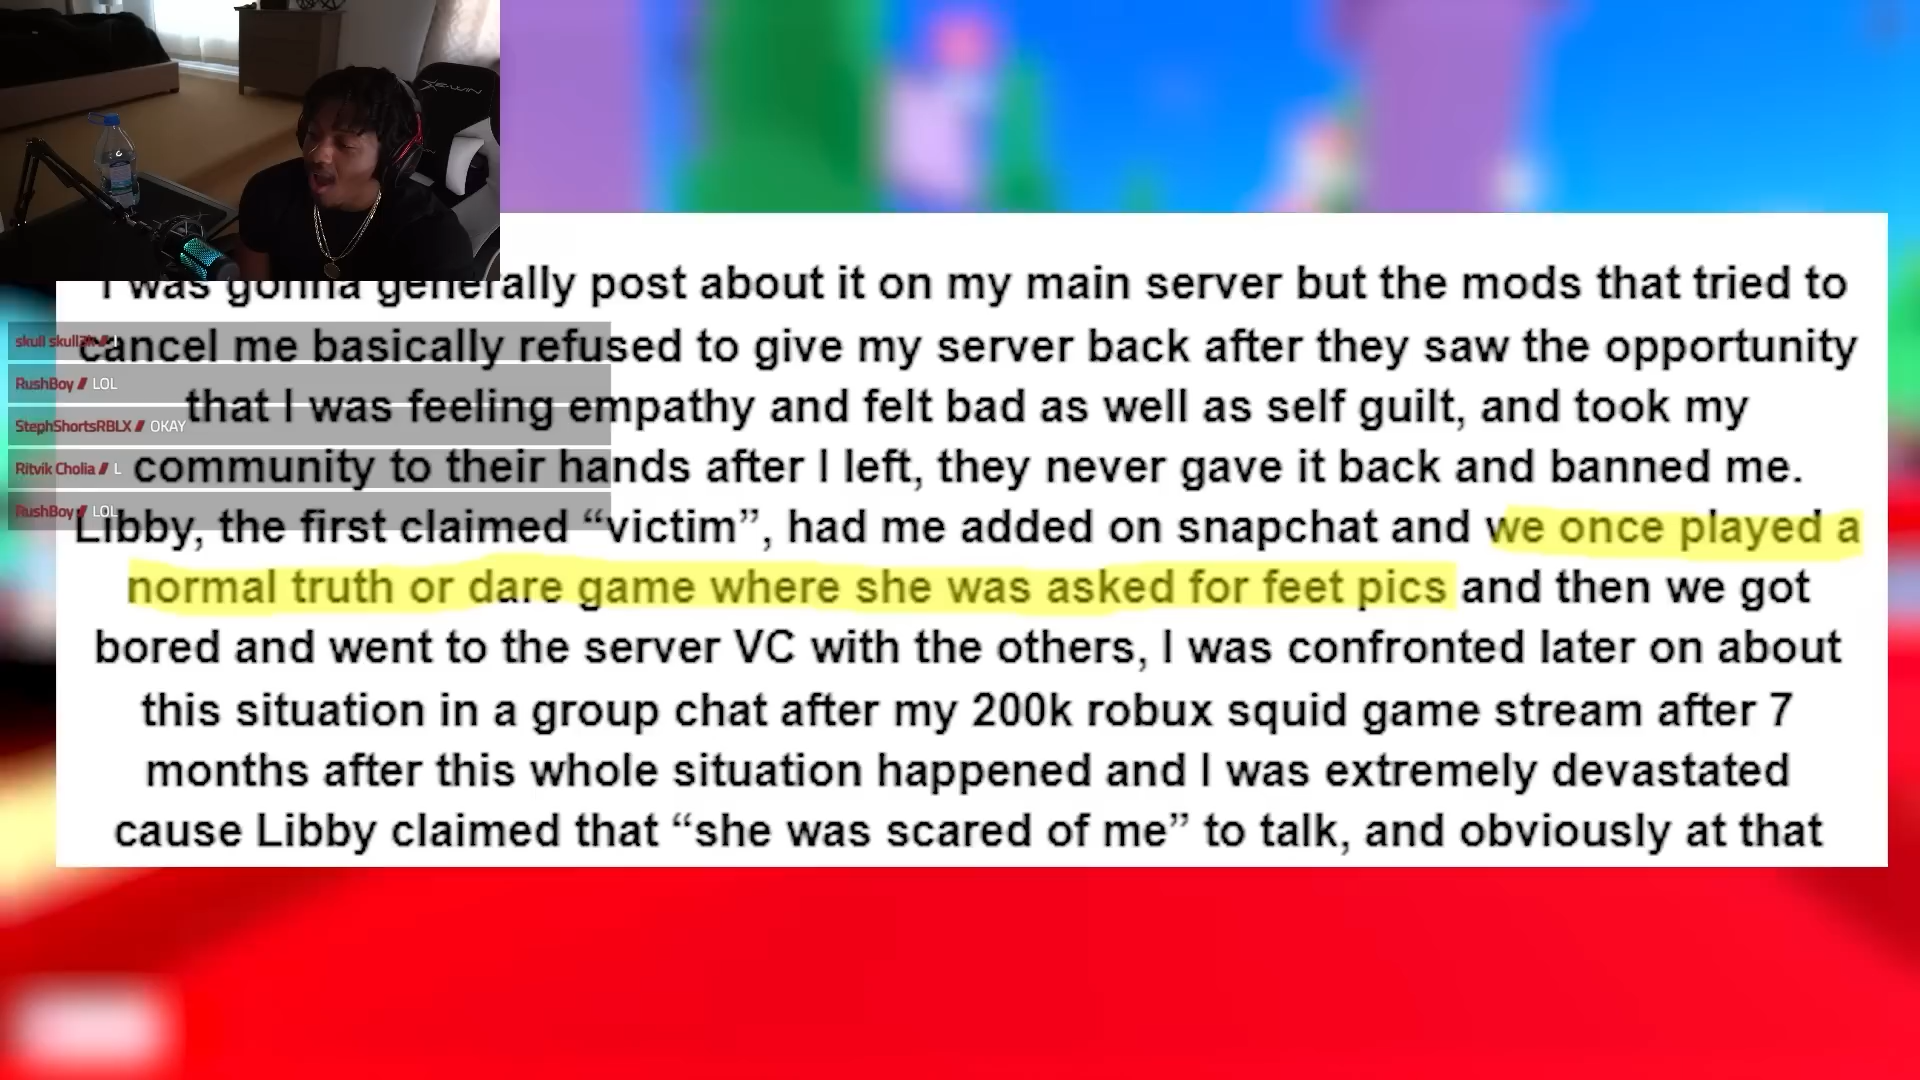 I was gonna generally post about it on my main server but the mods that tried to
cancel me basically refused to give my server back after they saw the opportunity
that I was feeling empathy and felt bad as well as self guilt, and took my
community to their hands after I left, they never gave it back and banned me.
Libby, the first claimed “victim”, had me added on snapchat and we once played a
normal truth or dare game where she was asked for feet pics and then we got
bored and went to the server VC with the others, I was confronted later on about
this situation in a group chat after my 200k robux squid game stream after 7
months after this whole situation happened and I was extremely devastated
cause Libby claimed that “she was scared of me” to talk, and obviously at that
RushBoy // LOL
StephShortsRBLX // OKAY
Ritvik Cholia // L
RushBoy // LOL